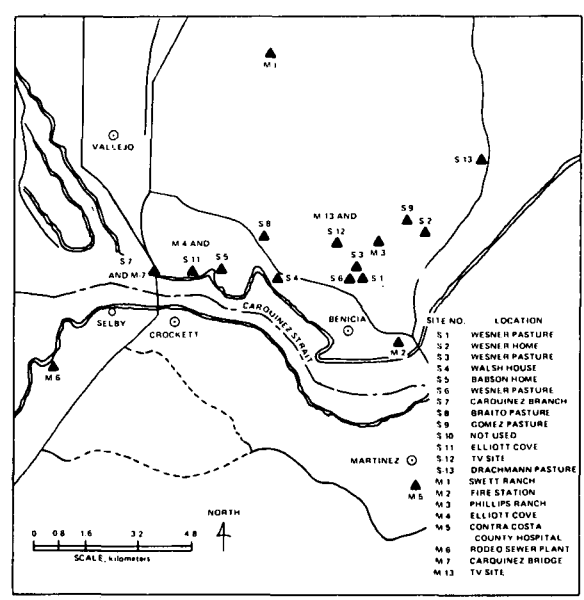 M 1
VALLEJO
S 13
S 9
S 2
M 13 AND
S 12
M 3
S 8
M 4 AND
S 11
S 5
S 7
AND M-7
S 3
S 6
S 1
S 4
CARQUINEZ STRAIT
BENICIA
M 2
SELBY
CROCKETT
M 6
MARTINEZ
M 5
NORTH
0 0.8 1.6 3.2 4.8
SCALE, kilometers
SITE NO. LOCATION
S 1 WESNER PASTURE
S 2 WESNER HOME
S 3 WESNER PASTURE
S 4 WALSH HOUSE
S 5 BABSON HOME
S 6 WESNER PASTURE
S 7 CARQUINEZ BRANCH
S 8 BRAITO PASTURE
S 9 GOMEZ PASTURE
S 10 NOT USED
S 11 ELLIOTT COVE
S 12 TV SITE
S-13 DRACHMANN PASTURE
M 1 SWETT RANCH
M 2 FIRE STATION
M 3 PHILLIPS RANCH
M 4 ELLIOTT COVE
M 5 CONTRA COSTA
COUNTY HOSPITAL
M 6 RODEO SEWER PLANT
M 7 CARQUINEZ BRIDGE
M 13 TV SITE